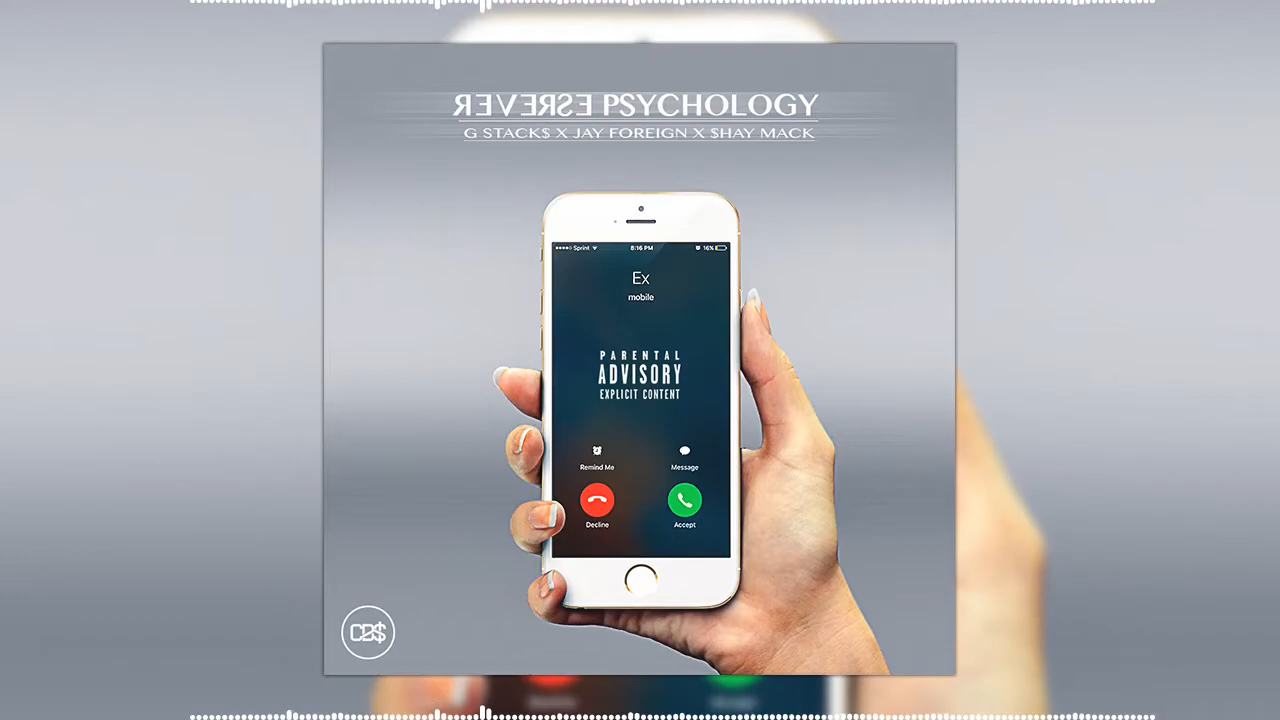 REVERSE PSYCHOLOGY
G STACK$ X JAY FOREIGN X $HAY MACK
Sprint 8:16 PM 16%
Ex
mobile
PARENTAL
ADVISORY
EXPLICIT CONTENT
Remind Me Message
Decline Accept
CB$